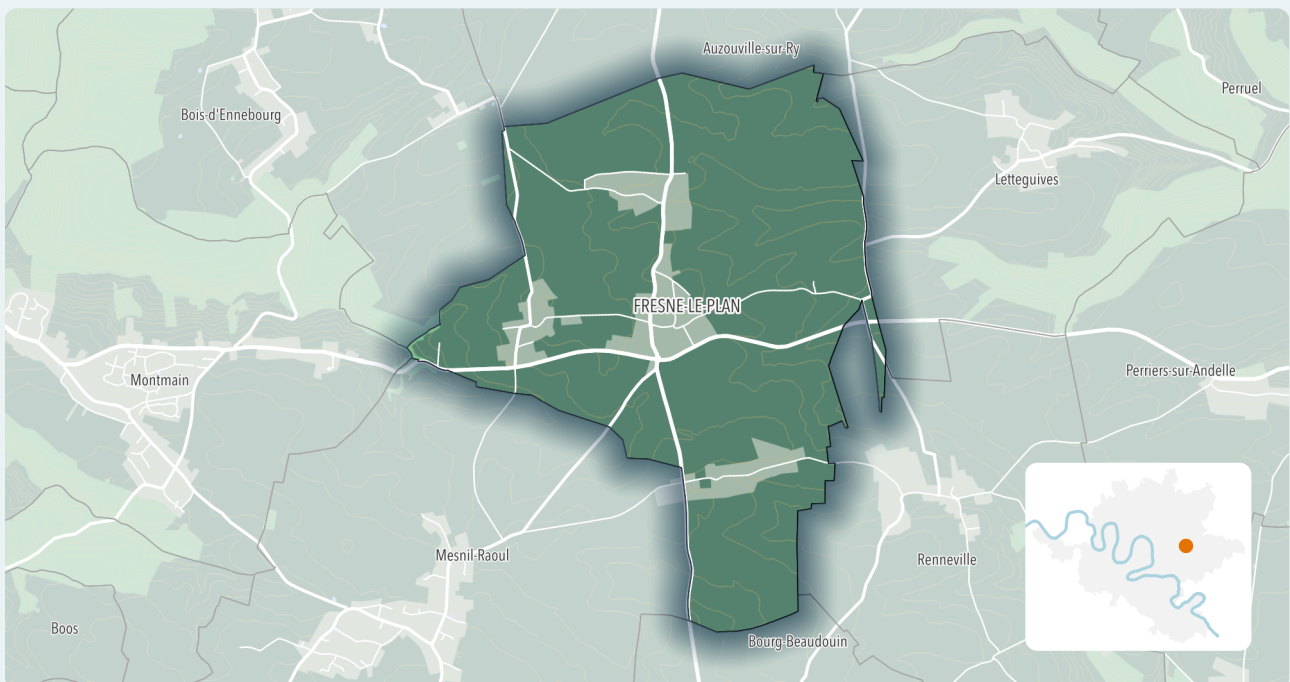 Auzouville-sur-Ry
Perruel
Bois-d'Ennebourg
Letteguives
FRESNE-LE-PLAN
Montmain
Perriers-sur-Andelle
Mesnil-Raoul
Renneville
Boos
Bourg-Beaudouin